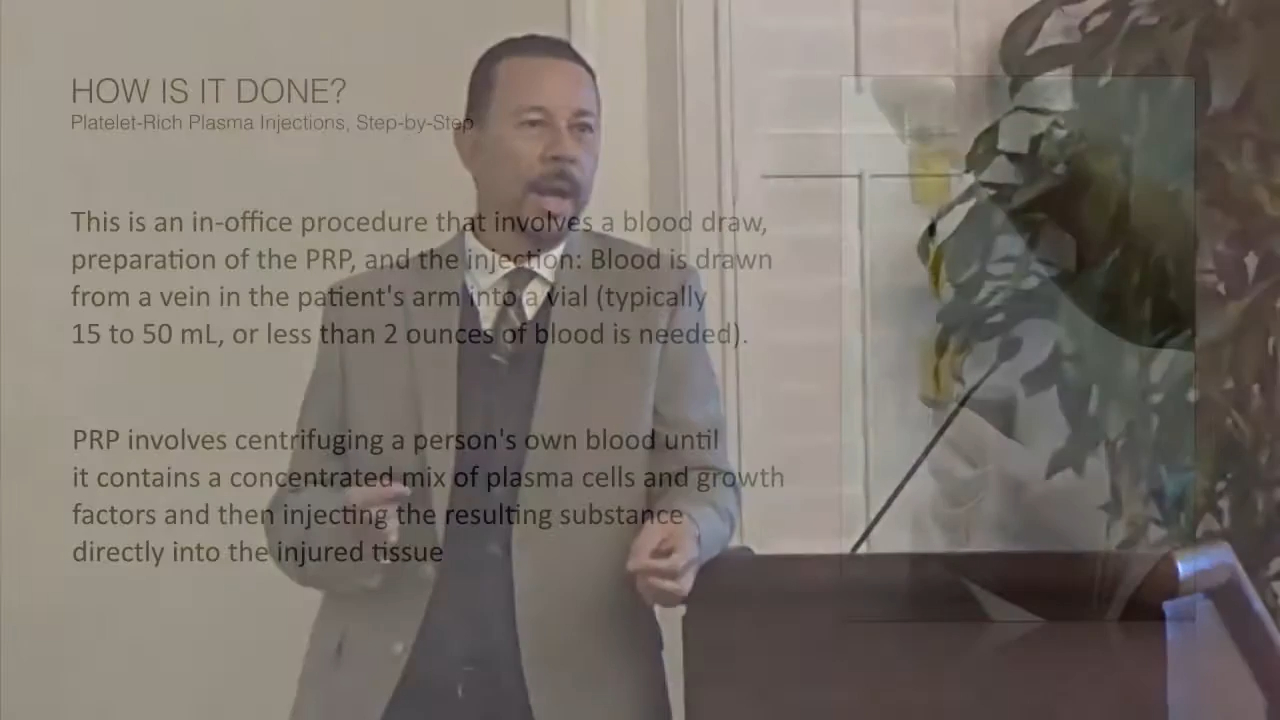 HOW IS IT DONE?
Platelet-Rich Plasma Injections, Step-by-Step
This is an in-office procedure that involves a blood draw,
preparation of the PRP, and the injection: Blood is drawn
from a vein in the patient's arm into a vial (typically
15 to 50 mL, or less than 2 ounces of blood is needed).
PRP involves centrifuging a person's own blood until
it contains a concentrated mix of plasma cells and growth
factors and then injecting the resulting substance
directly into the injured tissue